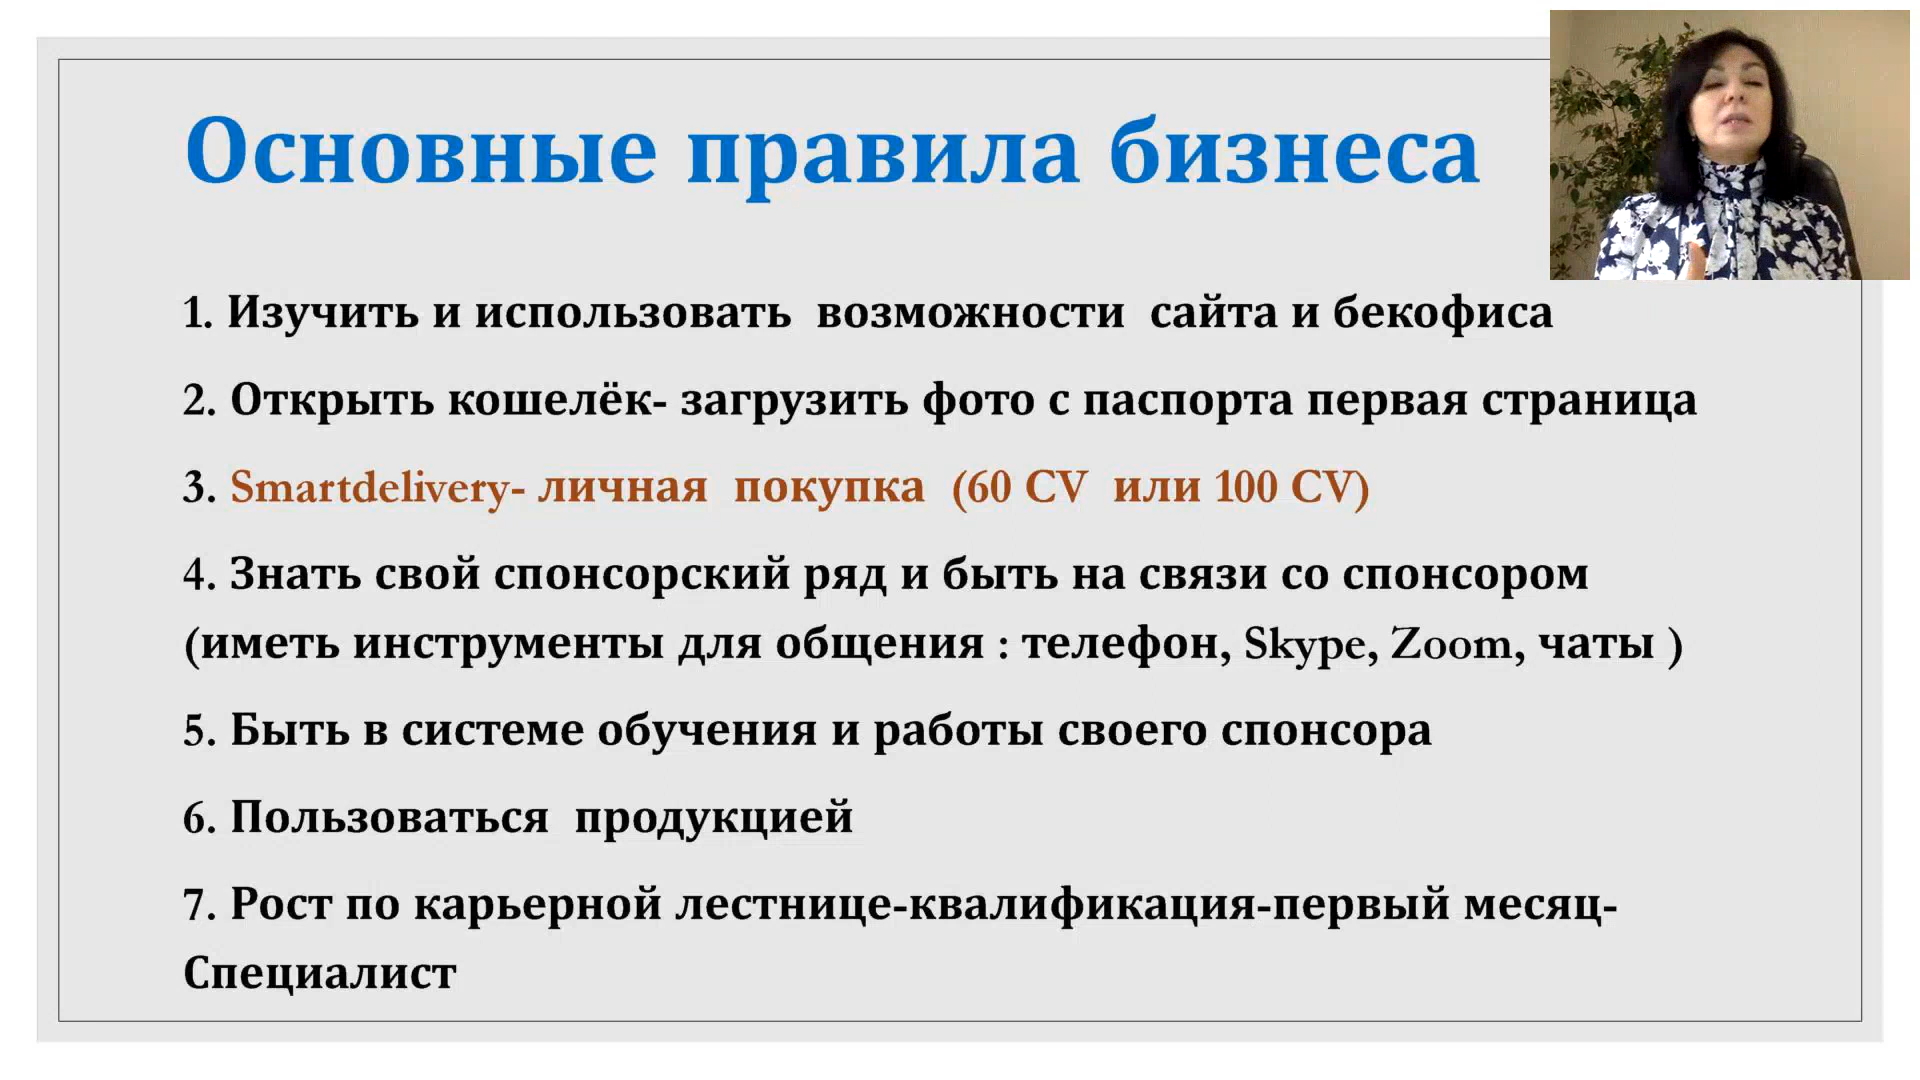 Основные правила бизнеса
1. Изучить и использовать возможности сайта и бекофиса
2. Открыть кошелёк- загрузить фото с паспорта первая страница
3. Smartdelivery- личная покупка (60 CV или 100 CV)
4. Знать свой спонсорский ряд и быть на связи со спонсором
(иметь инструменты для общения : телефон, Skype, Zoom, чаты )
5. Быть в системе обучения и работы своего спонсора
6. Пользоваться продукцией
7. Рост по карьерной лестнице-квалификация-первый месяц-
Специалист